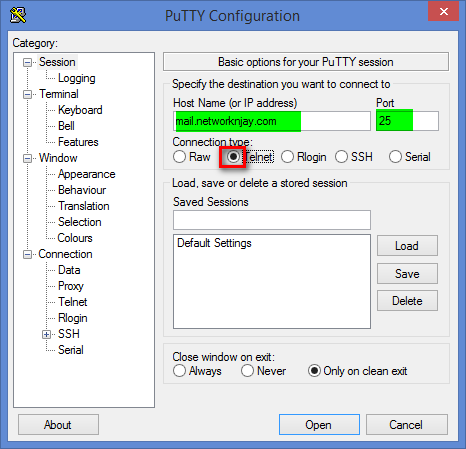 PuTTY Configuration
Category:
Session
Logging
Terminal
Keyboard
Bell
Features
Window
Appearance
Behaviour
Translation
Selection
Colours
Connection
Data
Proxy
Telnet
Rlogin
SSH
Serial
Basic options for your PuTTY session
Specify the destination you want to connect to
Host Name (or IP address) Port
mail.networknjay.com 25
Connection type:
Raw Telnet Rlogin SSH Serial
Load, save or delete a stored session
Saved Sessions
Default Settings
Load
Save
Delete
Close window on exit:
Always Never Only on clean exit
About Open Cancel